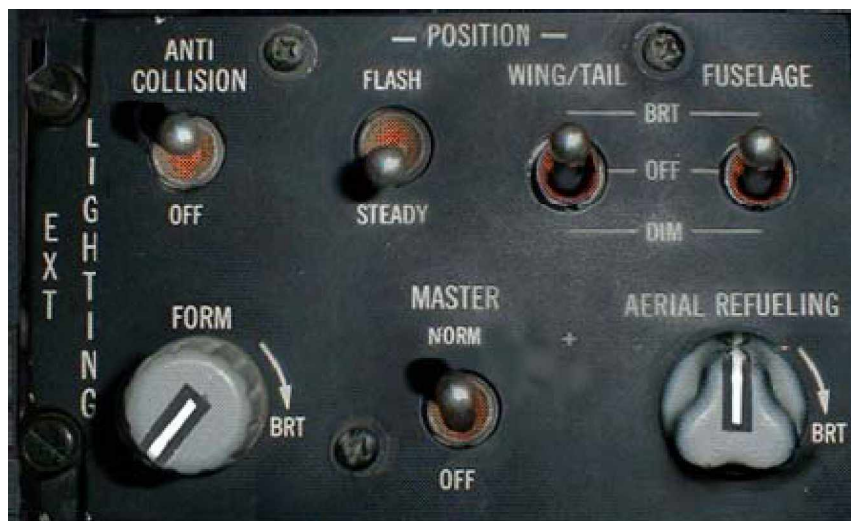 EXT
LIGHTING
ANTI
COLLISION
OFF
— POSITION —
FLASH
STEADY
WING/TAIL
FUSELAGE
BRT
OFF
DIM
FORM
BRT
MASTER
NORM
OFF
AERIAL REFUELING
BRT